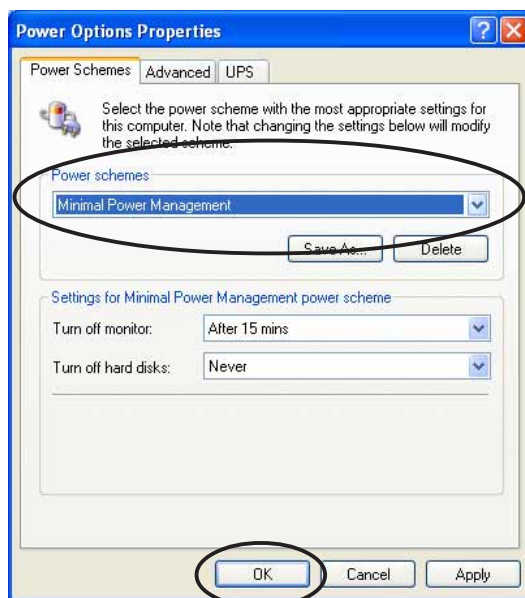 Power Options Properties
Power Schemes Advanced UPS
Select the power scheme with the most appropriate settings for
this computer. Note that changing the settings below will modify
the selected scheme.
Power schemes
Minimal Power Management
Save As... Delete
Settings for Minimal Power Management power scheme
Turn off monitor: After 15 mins
Turn off hard disks: Never
OK Cancel Apply